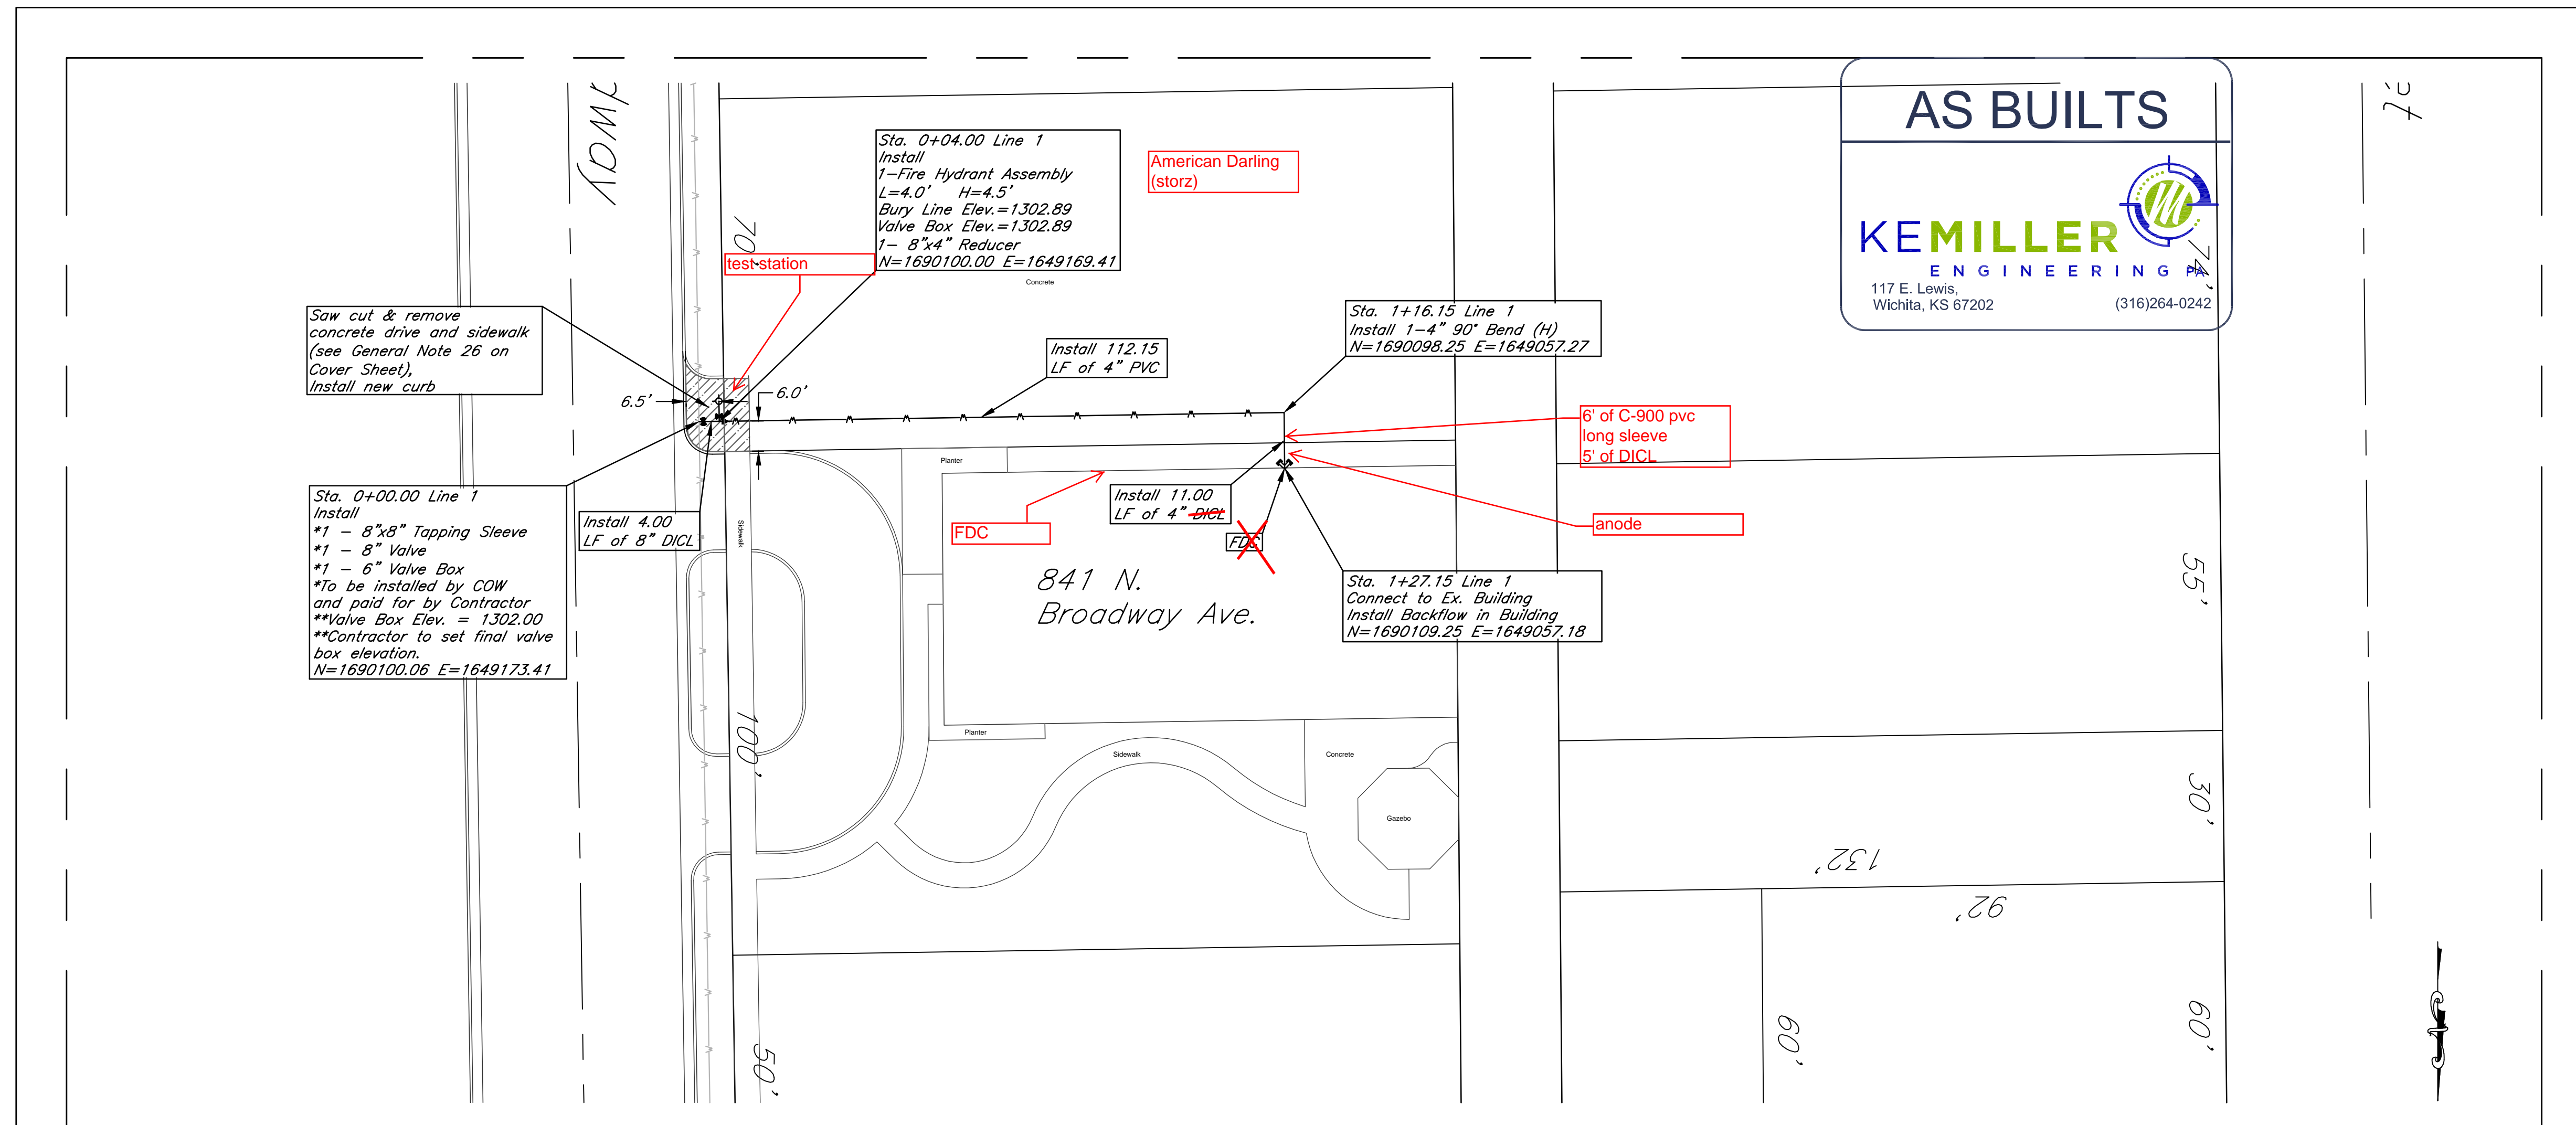 AS BUILTS
KEMILLER
ENGINEERING PA
117 E. Lewis,
Wichita, KS 67202
(316)264-0242
dway
et
70'
Sta. 0+04.00 Line 1
Install
1-Fire Hydrant Assembly
L=4.0' H=4.5'
Bury Line Elev.=1302.89
Valve Box Elev.=1302.89
1- 8"x4" Reducer
N=1690100.00 E=1649169.41
American Darling
(storz)
test station
Concrete
74'
Saw cut & remove
concrete drive and sidewalk
(see General Note 26 on
Cover Sheet),
Install new curb
6.5'
6.0'
Install 112.15
LF of 4" PVC
Sta. 1+16.15 Line 1
Install 1-4" 90° Bend (H)
N=1690098.25 E=1649057.27
6' of C-900 pvc
long sleeve
5' of DICL
Sta. 0+00.00 Line 1
Install
*1 - 8"x8" Tapping Sleeve
*1 - 8" Valve
*1 - 6" Valve Box
*To be installed by COW
and paid for by Contractor
**Valve Box Elev. = 1302.00
**Contractor to set final valve
box elevation.
N=1690100.06 E=1649173.41
Install 4.00
LF of 8" DICL
Sidewalk
Planter
FDC
Install 11.00
LF of 4" DICL
FDC
anode
841 N.
Broadway Ave.
Sta. 1+27.15 Line 1
Connect to Ex. Building
Install Backflow in Building
N=1690109.25 E=1649057.18
55'
100'
Planter
Sidewalk
Concrete
Gazebo
30'
132'
92'
50'
60'
60'
N